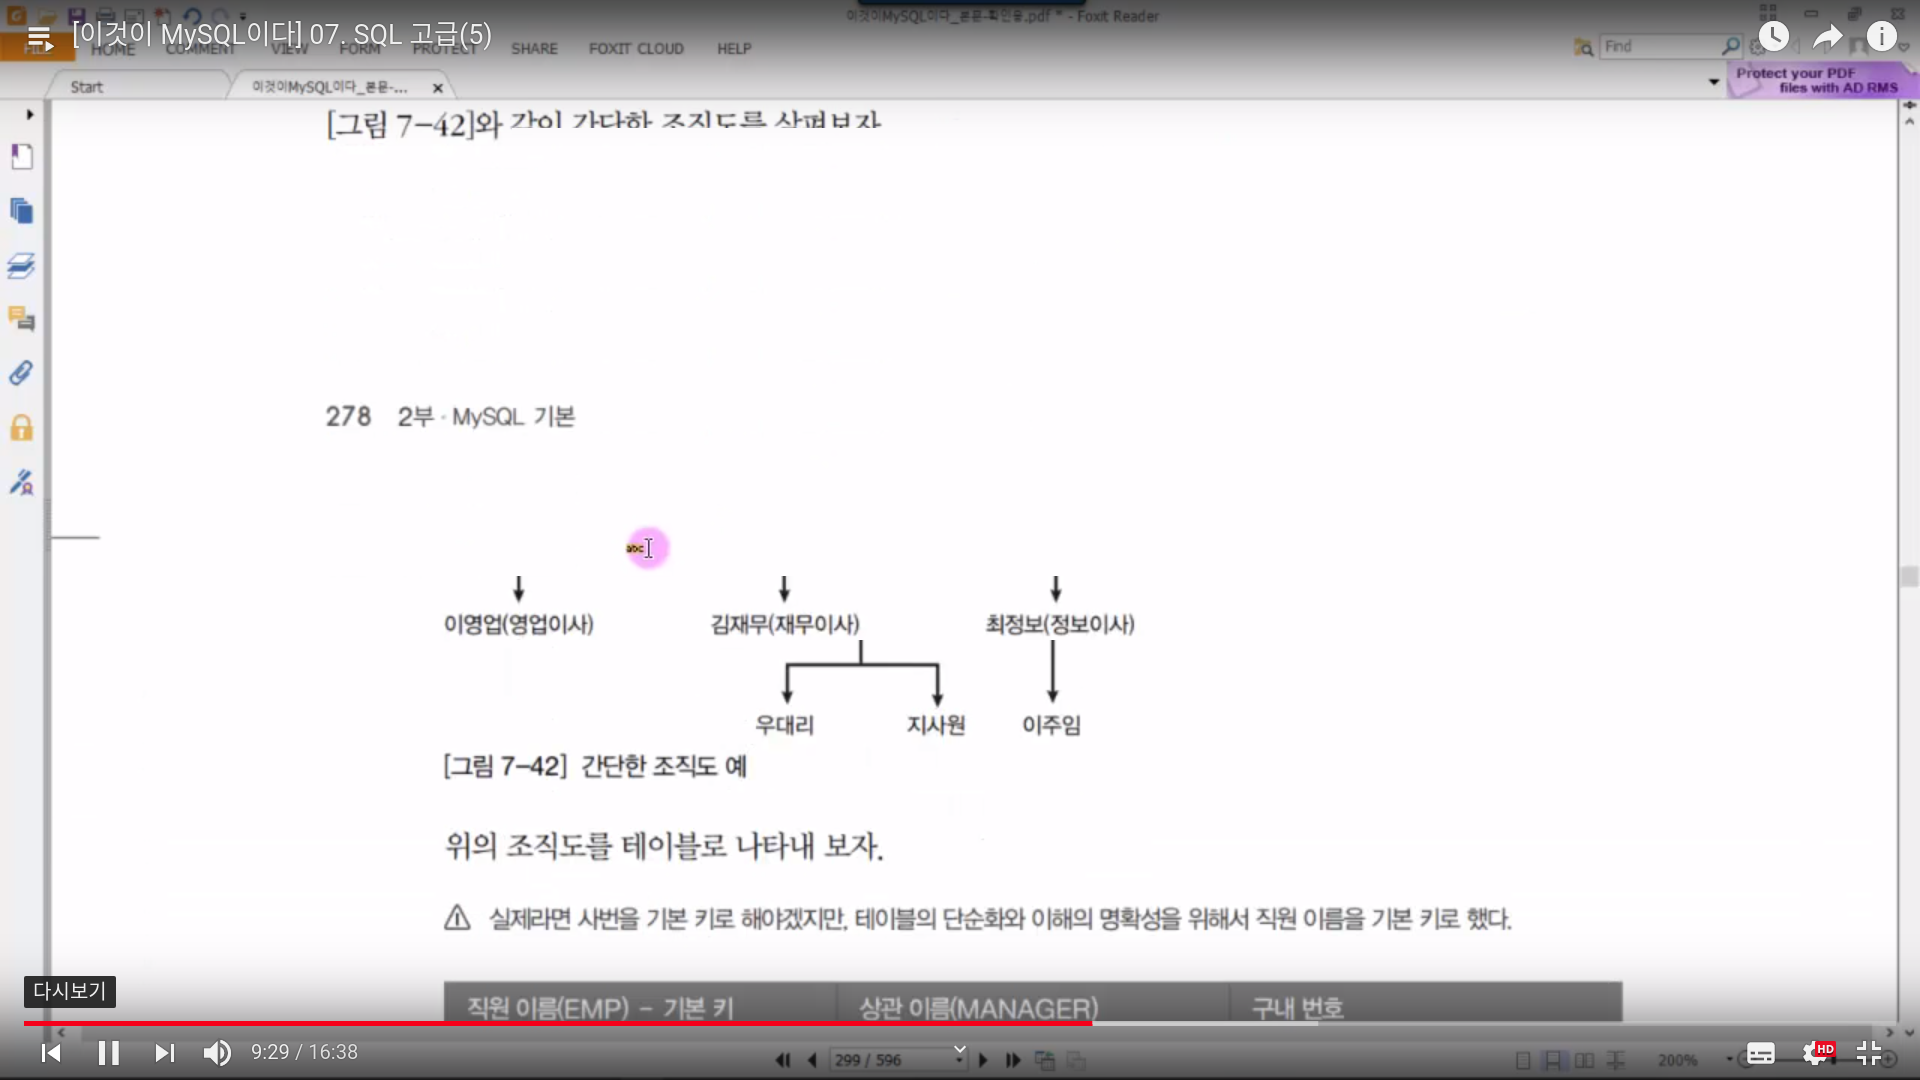 이것이MySQL이다_본문-확인용.pdf * - Foxit Reader
[이것이 MySQL이다] 07. SQL 고급(5)
FILE HOME COMMENT VIEW FORM PROTECT SHARE FOXIT CLOUD HELP
Find
Start
이것이MySQL이다_본문-...
Protect your PDF
files with AD RMS
[그림 7-42]와 같이 간단한 조직도를 살펴보자
278 2부 · MySQL 기본
abc
이영업(영업이사) 김재무(재무이사) 최정보(정보이사)
우대리 지사원 이주임
[그림 7-42] 간단한 조직도 예
위의 조직도를 테이블로 나타내 보자.
실제라면 사번을 기본 키로 해야겠지만, 테이블의 단순화와 이해의 명확성을 위해서 직원 이름을 기본 키로 했다.
다시보기
직원 이름(EMP) - 기본 키 상관 이름(MANAGER) 구내 번호
9:29 / 16:38
299 / 596
HD
200%